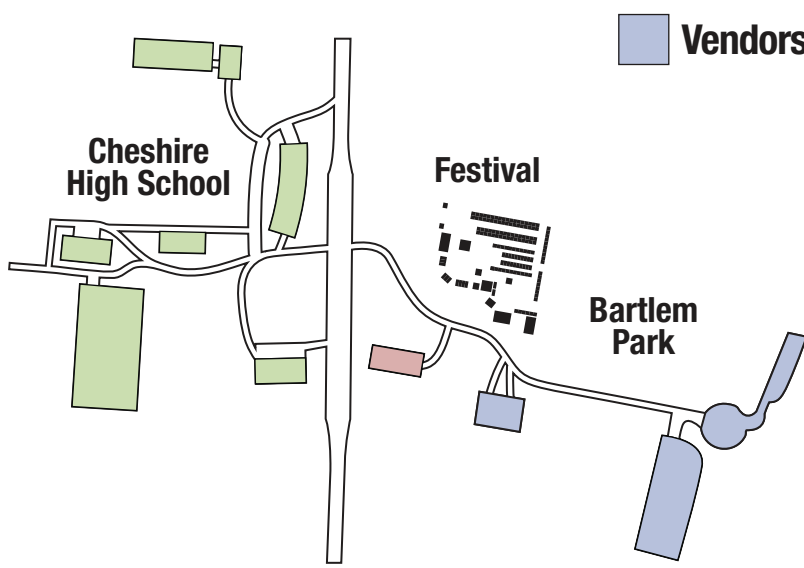 Vendors
Cheshire
High School
Festival
Bartlem
Park